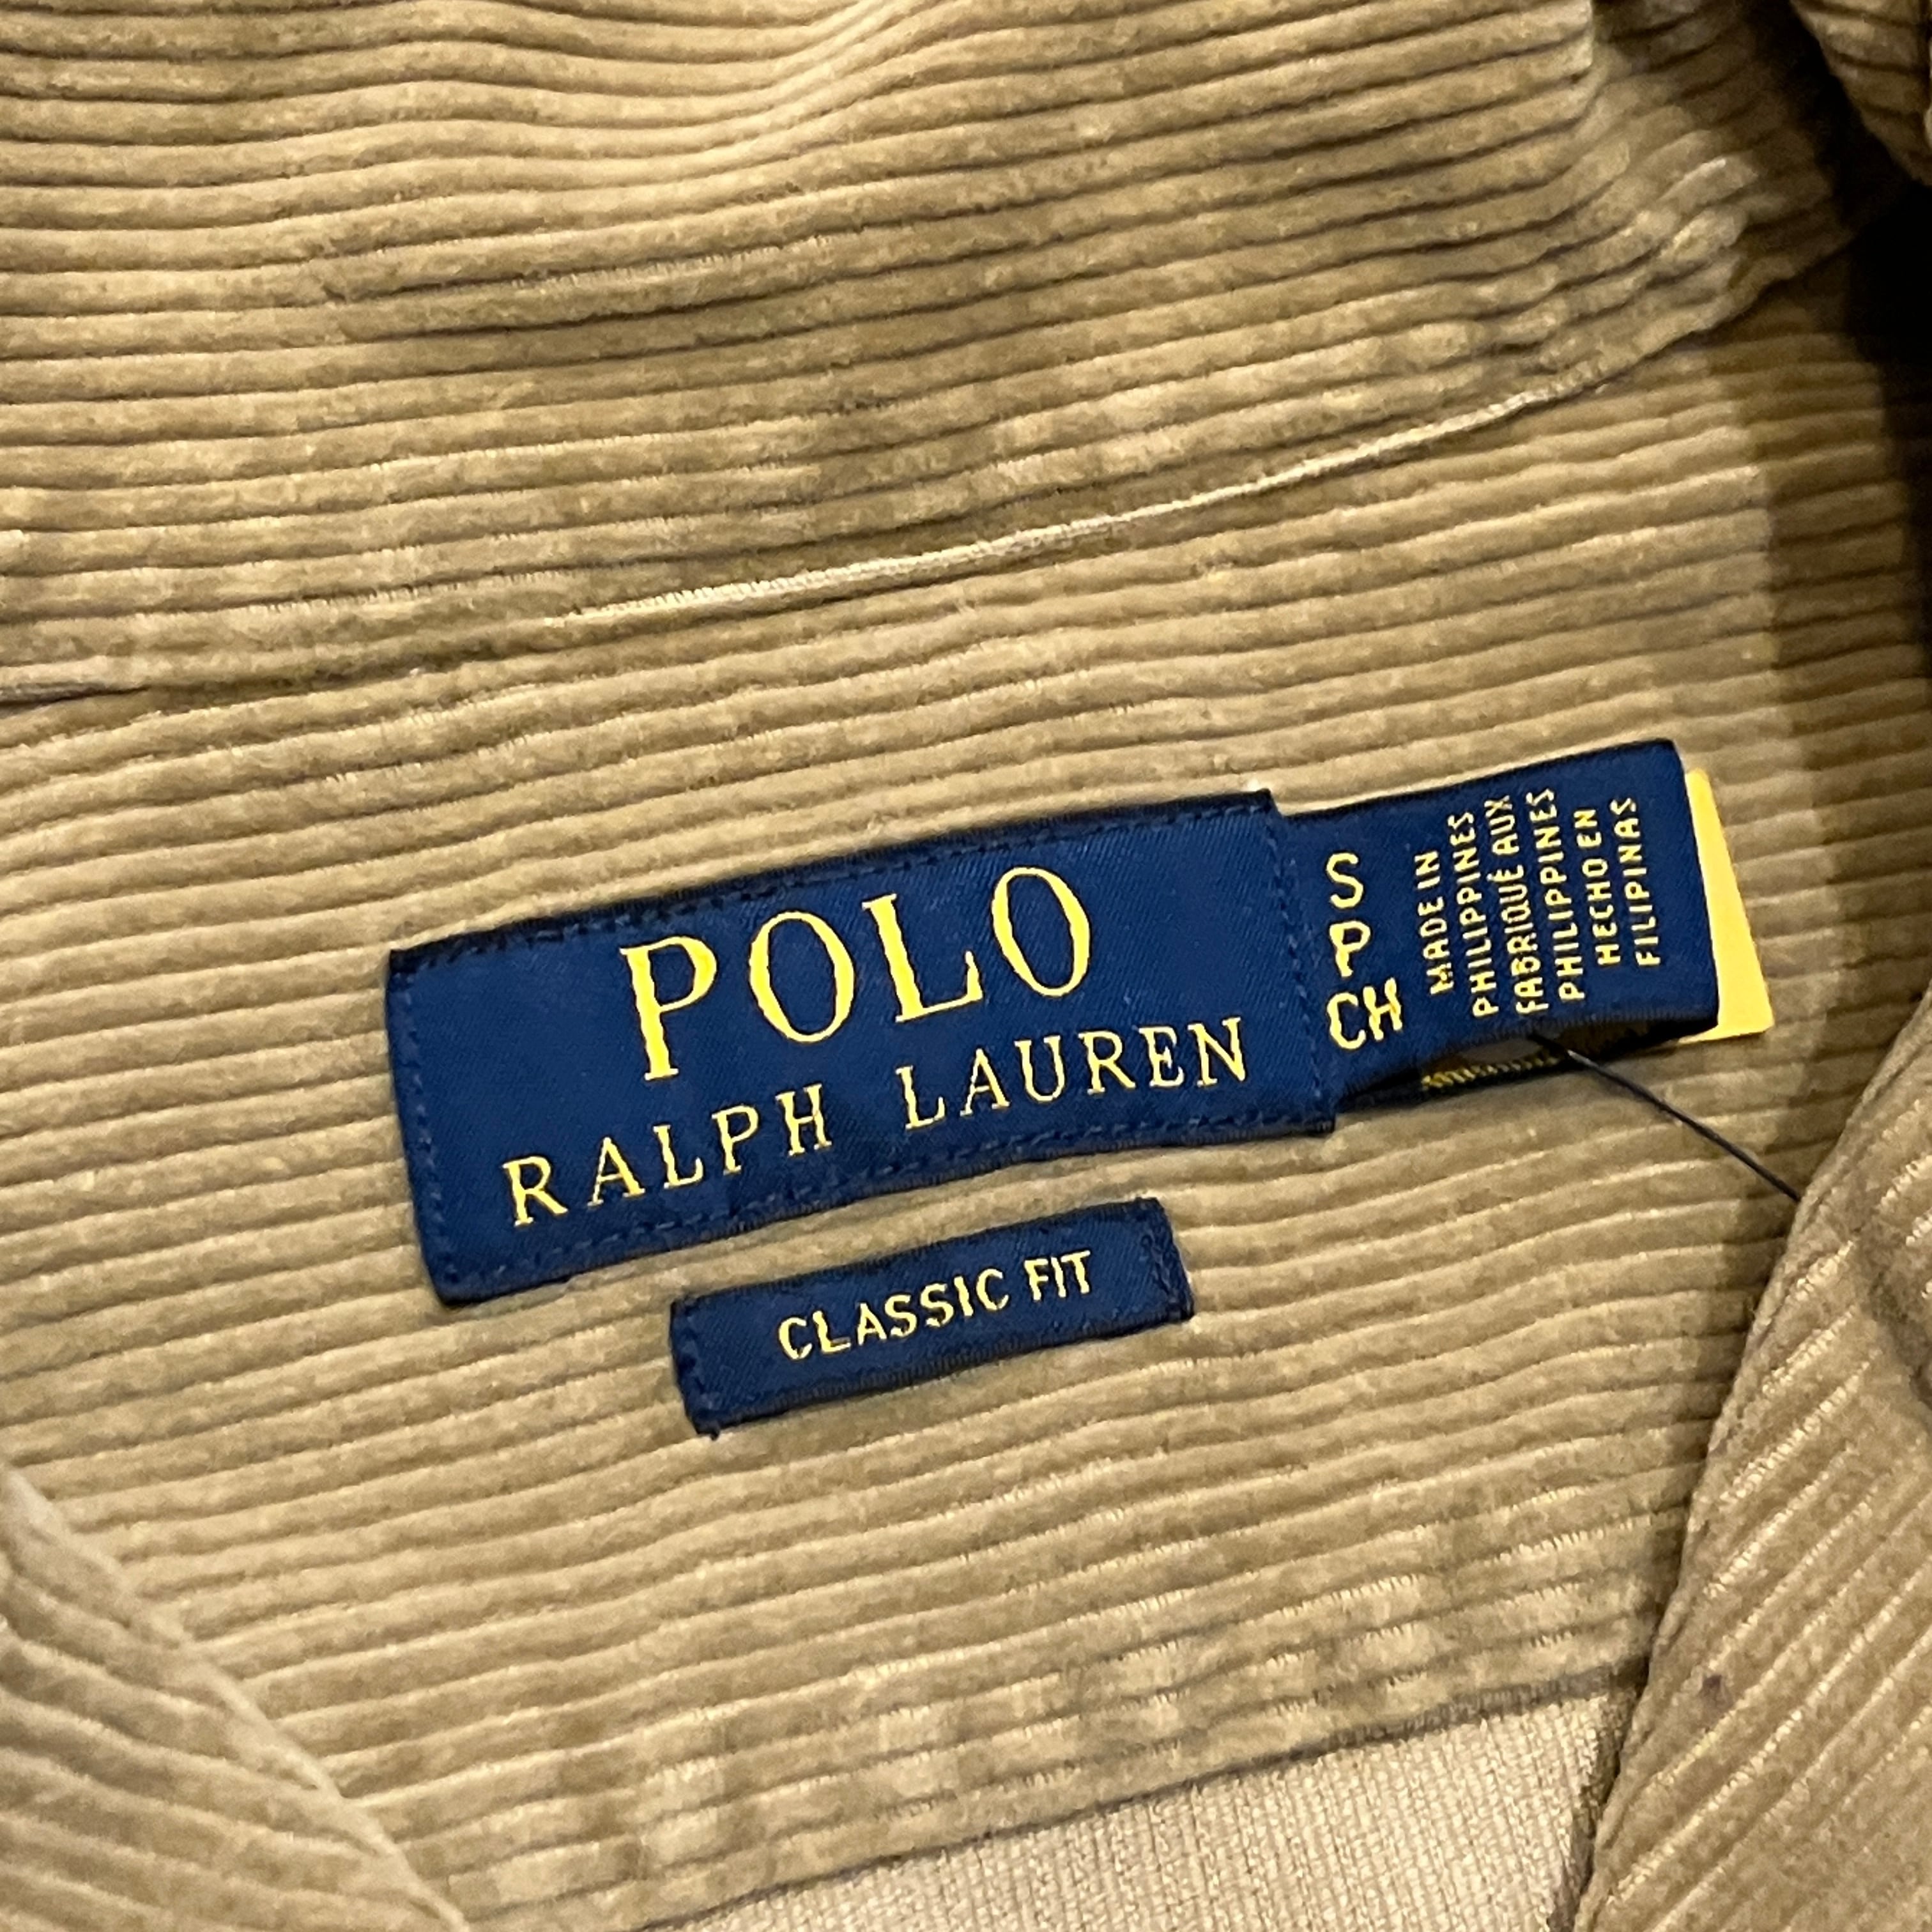 POLO
RALPH LAUREN
CLASSIC FIT
S
P
CH
MADE IN
PHILIPPINES
FABRIQUÉ AUX
PHILIPPINES
HECHO EN
FILIPINAS